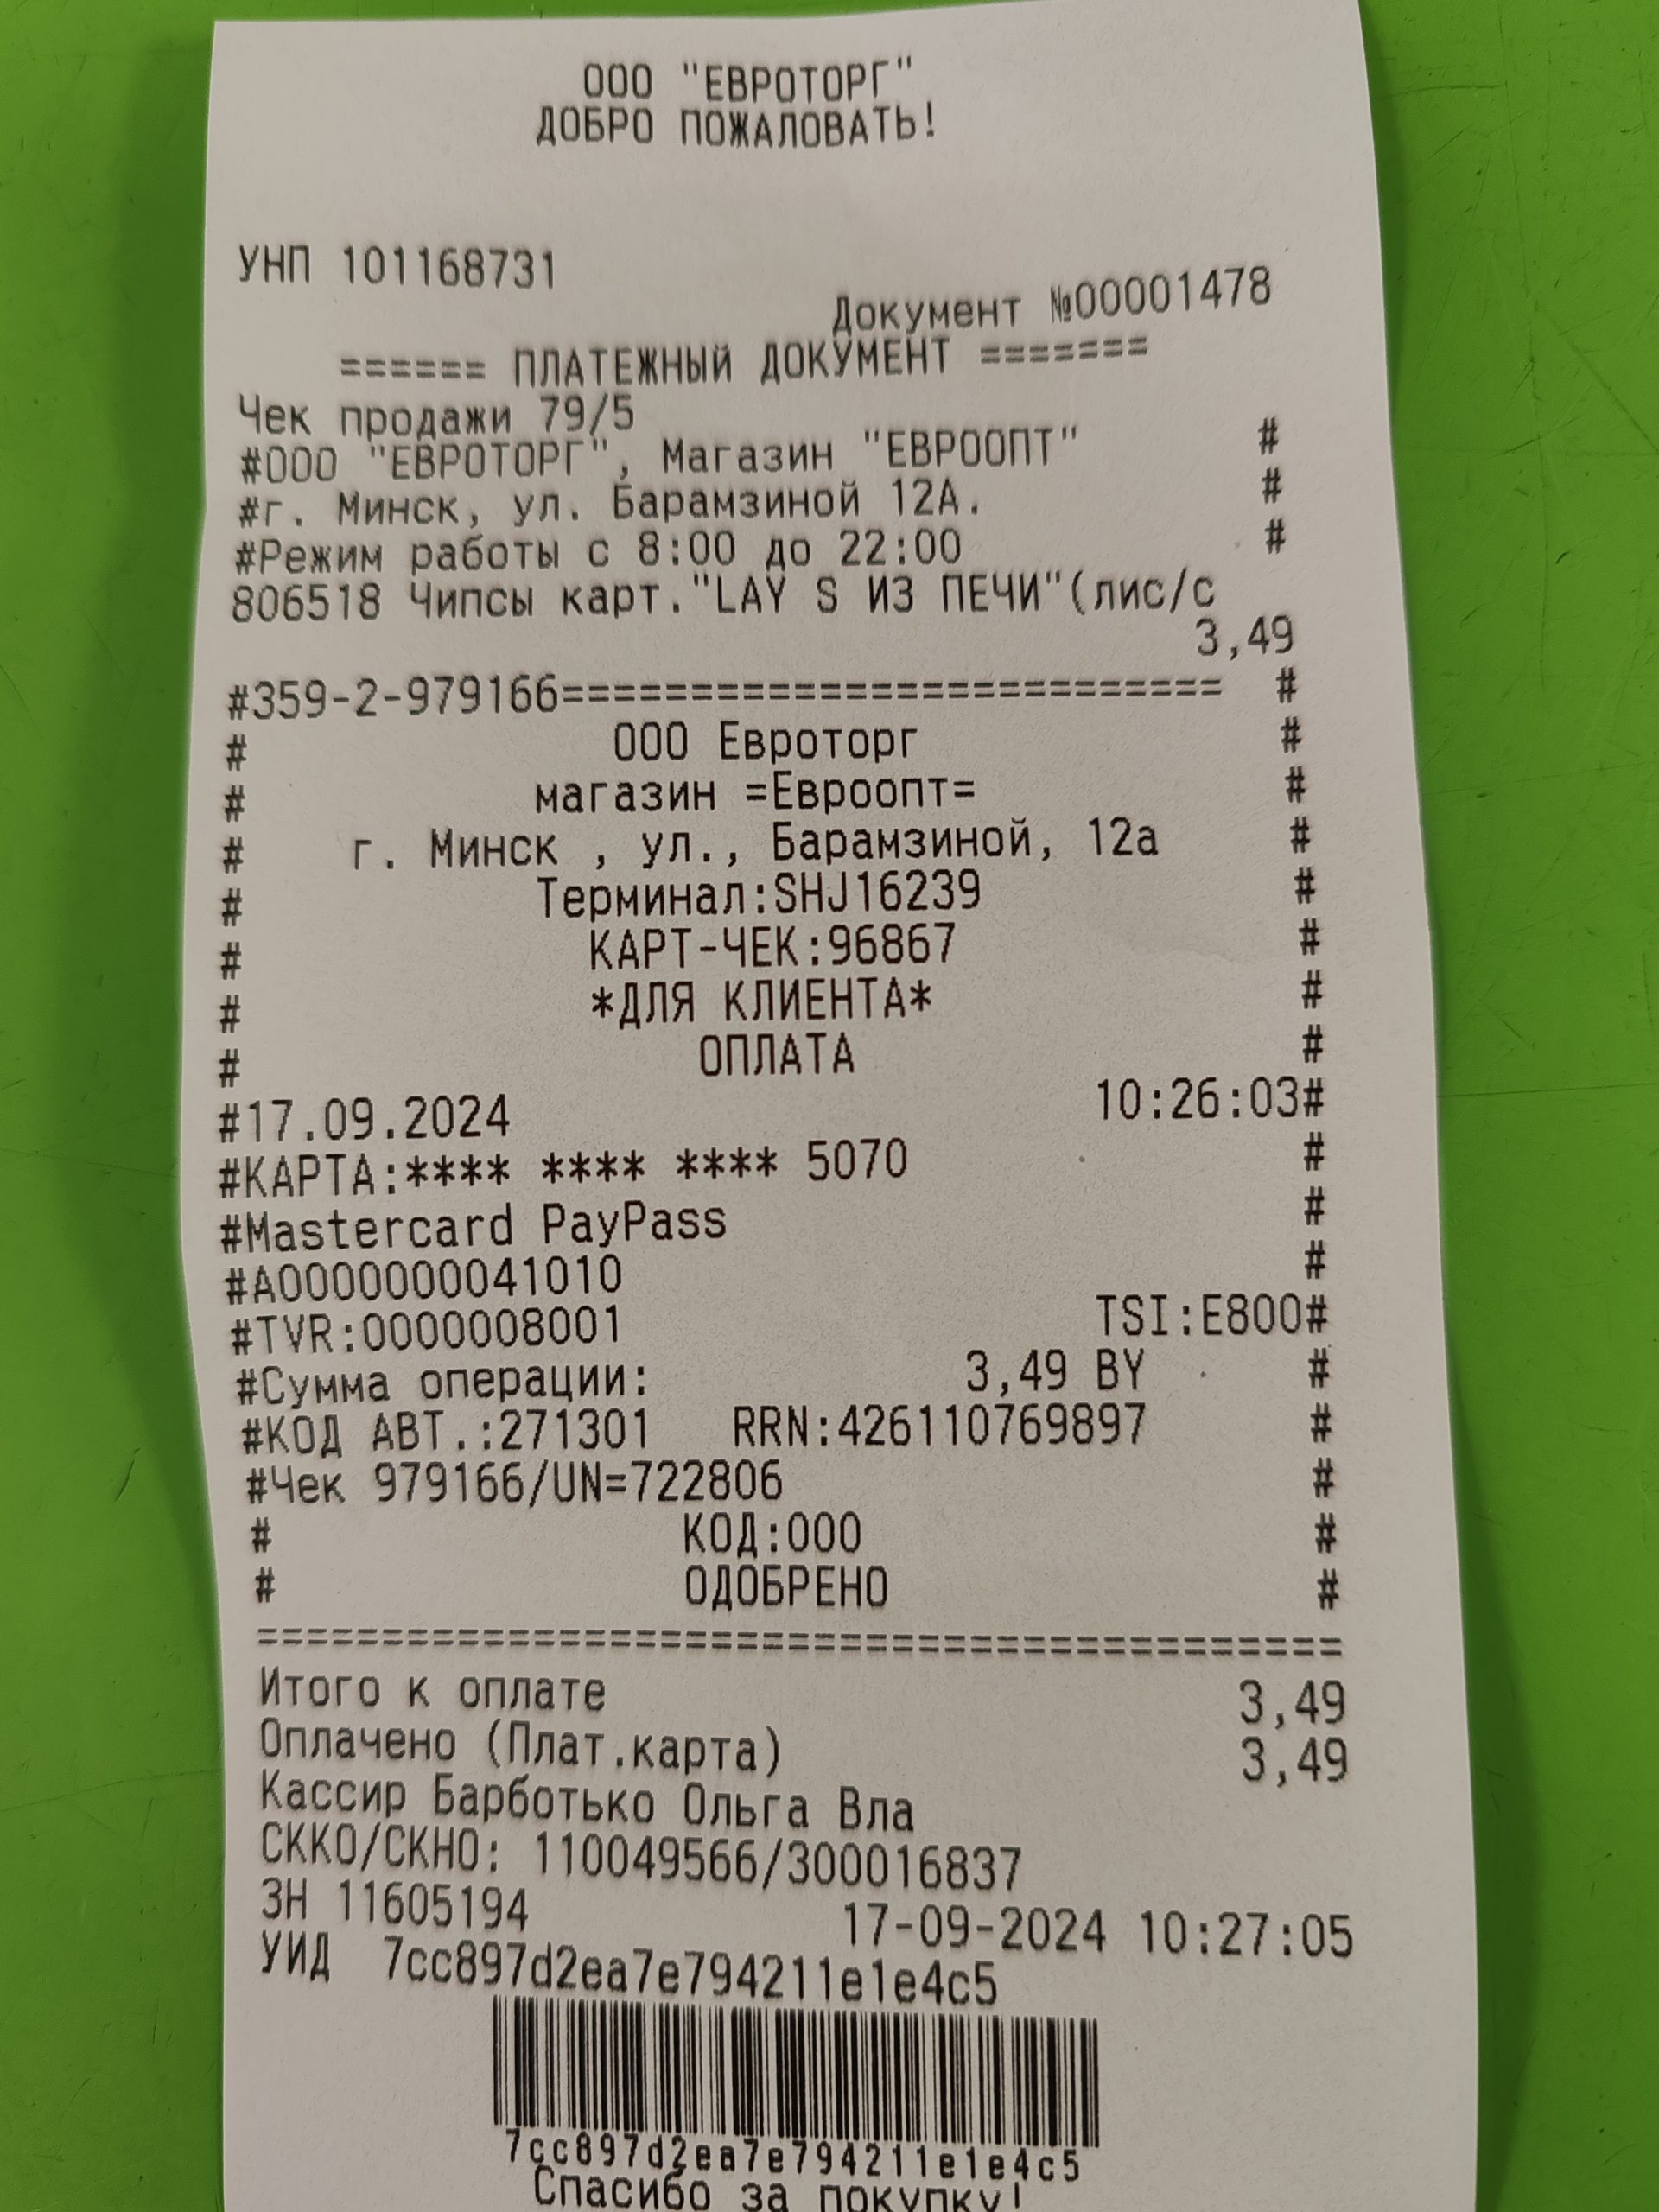 ООО "ЕВРОТОРГ"
ДОБРО ПОЖАЛОВАТЬ!
УНП 101168731
Документ №00001478
====== ПЛАТЕЖНЫЙ ДОКУМЕНТ =======
Чек продажи 79/5
#ООО "ЕВРОТОРГ", Магазин "ЕВРООПТ" #
#г. Минск, ул. Барамзиной 12А. #
#Режим работы с 8:00 до 22:00 #
806518 Чипсы карт."LAY S ИЗ ПЕЧИ"(лис/с
3,49
#359-2-979166========================== #
# ООО Евроторг #
# магазин =Евроопт= #
# г. Минск , ул., Барамзиной, 12а #
# Терминал:SHJ16239 #
# КАРТ-ЧЕК:96867 #
# *ДЛЯ КЛИЕНТА* #
# ОПЛАТА #
#17.09.2024 10:26:03#
#КАРТА:**** **** **** 5070 #
#Mastercard PayPass #
#A0000000041010 #
#TVR:0000008001 TSI:E800#
#Сумма операции: 3,49 BY #
#КОД АВТ.:271301 RRN:426110769897 #
#Чек 979166/UN=722806 #
# КОД:000 #
# ОДОБРЕНО #
==========================================
Итого к оплате 3,49
Оплачено (Плат.карта) 3,49
Кассир Барботько Ольга Вла
СККО/СКНО: 110049566/300016837
ЗН 11605194 17-09-2024 10:27:05
УИД 7cc897d2ea7e794211e1e4c5
7cc897d2ea7e794211e1e4c5
Спасибо за покупку!